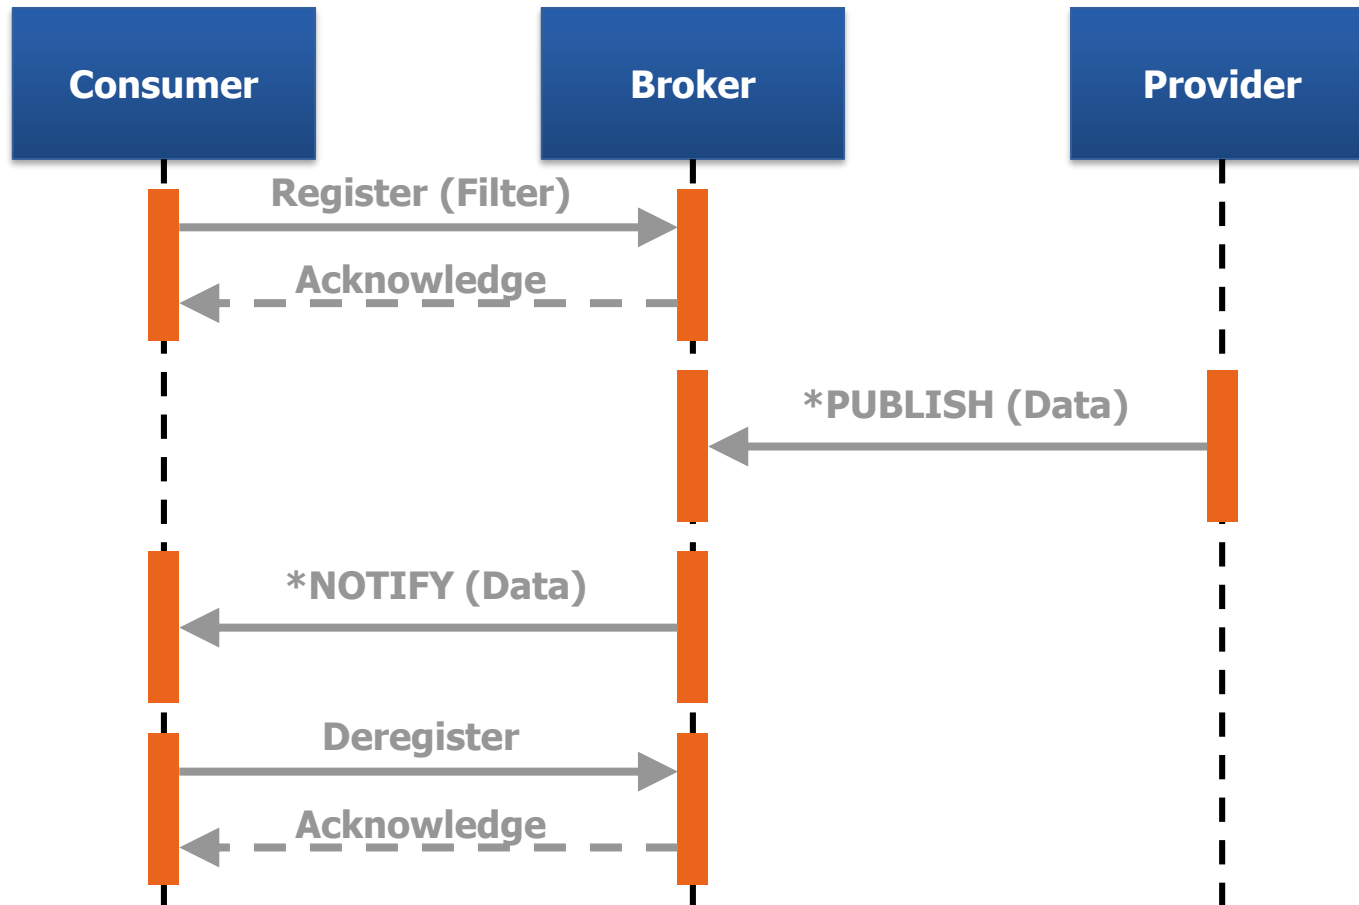 Consumer
Broker
Provider
Register (Filter)
Acknowledge
*PUBLISH (Data)
*NOTIFY (Data)
Deregister
Acknowledge